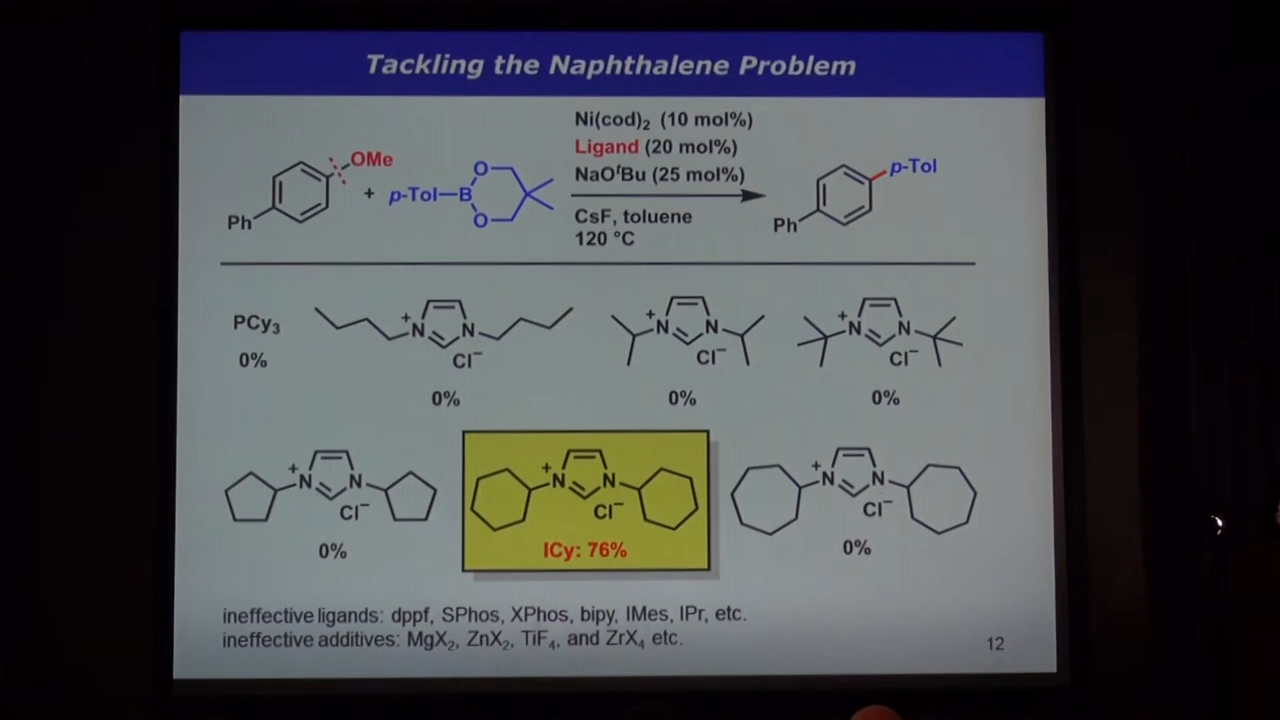 Tackling the Naphthalene Problem
Ni(cod)₂ (10 mol%)
Ligand (20 mol%)
NaOᵗBu (25 mol%)
CsF, toluene
120 °C
OMe
Ph
+
p-Tol–B
O
O
p-Tol
Ph
PCy₃
0%
+
N
N
Cl⁻
0%
+
N
N
Cl⁻
0%
+
N
N
Cl⁻
0%
+
N
N
Cl⁻
0%
+
N
N
Cl⁻
ICy: 76%
+
N
N
Cl⁻
0%
ineffective ligands: dppf, SPhos, XPhos, bipy, IMes, IPr, etc.
ineffective additives: MgX₂, ZnX₂, TiF₄, and ZrX₄ etc.
12